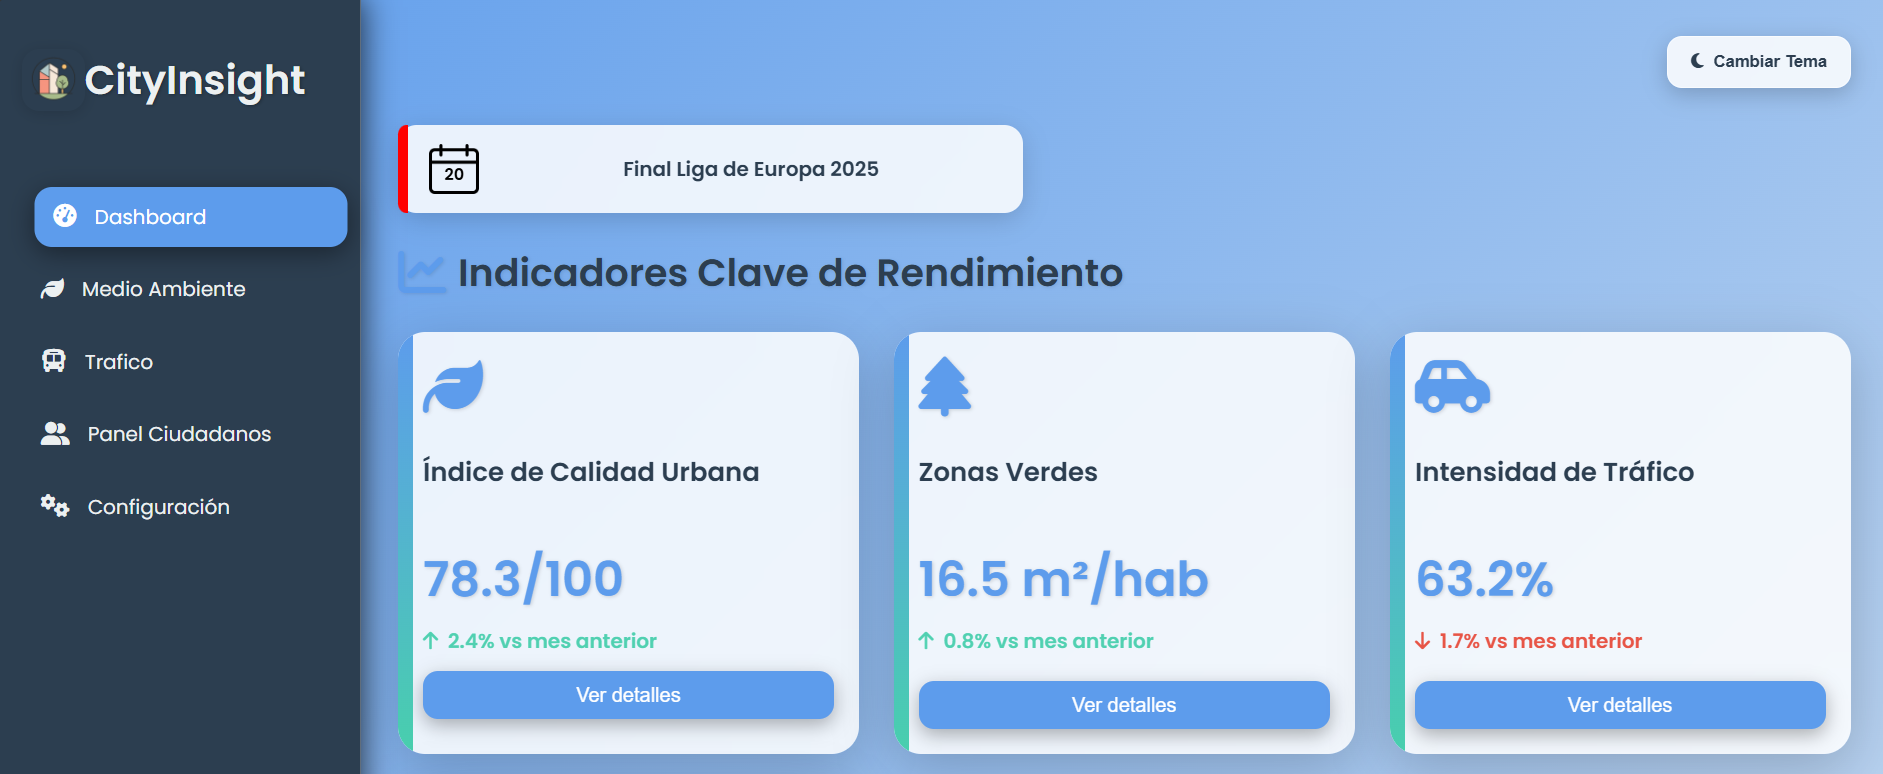 CityInsight
Dashboard
Medio Ambiente
Trafico
Panel Ciudadanos
Configuración
Cambiar Tema
20
Final Liga de Europa 2025
Indicadores Clave de Rendimiento
Índice de Calidad Urbana
78.3/100
2.4% vs mes anterior
Ver detalles
Zonas Verdes
16.5 m²/hab
0.8% vs mes anterior
Ver detalles
Intensidad de Tráfico
63.2%
1.7% vs mes anterior
Ver detalles